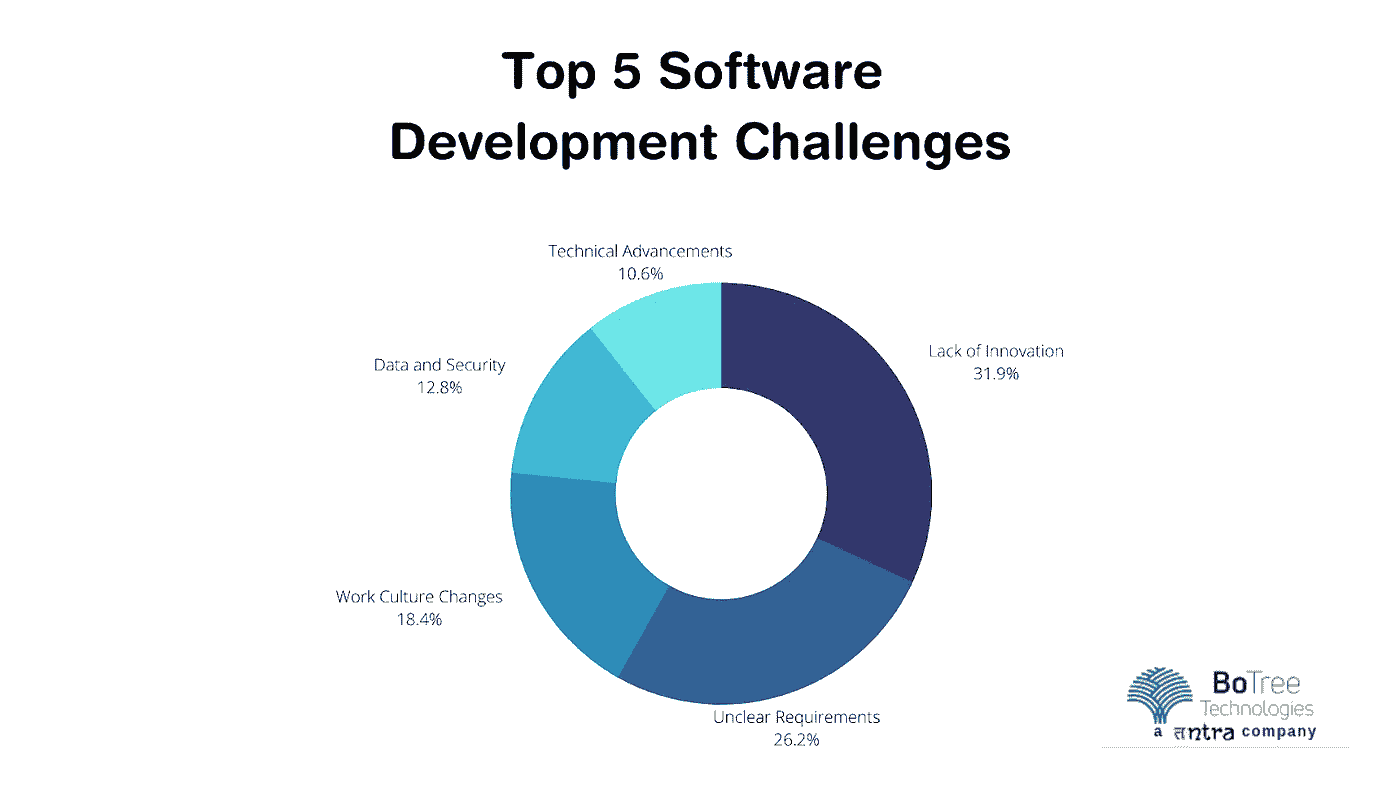 Top 5 Software
Development Challenges
Technical Advancements
10.6%
Lack of Innovation
31.9%
Data and Security
12.8%
Work Culture Changes
18.4%
Unclear Requirements
26.2%
BoTree
Technologies
a तntra company